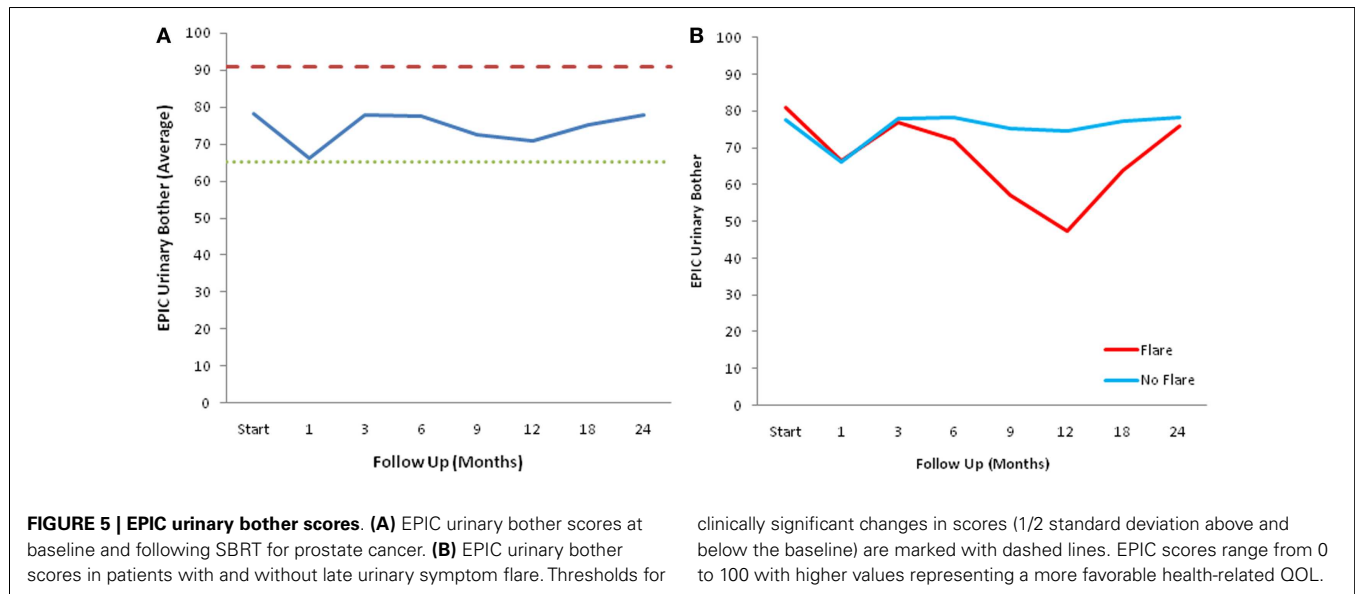 A
100
90
80
70
60
50
40
30
20
10
0
EPIC Urinary Bother (Average)
Start 1 3 6 9 12 18 24
Follow Up (Months)
B
100
90
80
70
60
50
40
30
20
10
0
EPIC Urinary Bother
Flare
No Flare
Start 1 3 6 9 12 18 24
Follow Up (Months)
FIGURE 5 | EPIC urinary bother scores. (A) EPIC urinary bother scores at
baseline and following SBRT for prostate cancer. (B) EPIC urinary bother
scores in patients with and without late urinary symptom flare. Thresholds for
clinically significant changes in scores (1/2 standard deviation above and
below the baseline) are marked with dashed lines. EPIC scores range from 0
to 100 with higher values representing a more favorable health-related QOL.